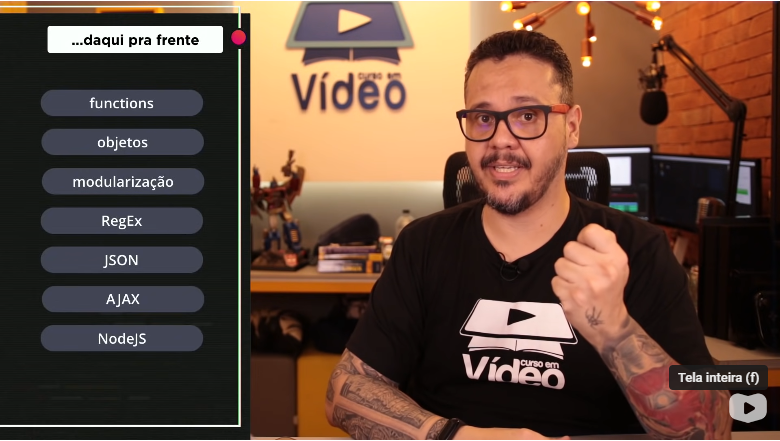 ...daqui pra frente
functions
objetos
modularização
RegEx
JSON
AJAX
NodeJS
curso em
Vídeo
curso em
Vídeo
Tela inteira (f)